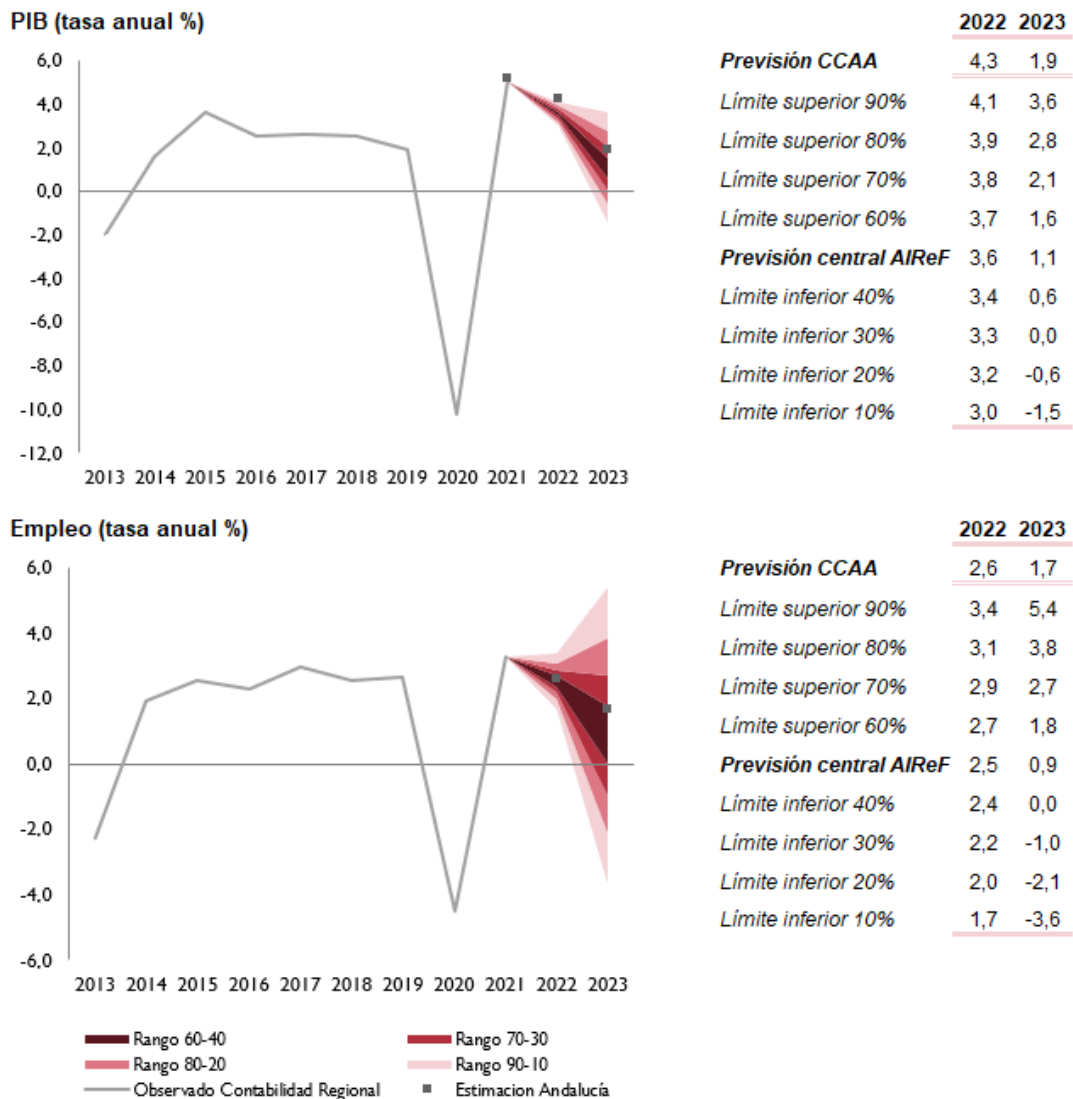 PIB (tasa anual %)
6,0
4,0
2,0
0,0
-2,0
-4,0
-6,0
-8,0
-10,0
-12,0
2013 2014 2015 2016 2017 2018 2019 2020 2021 2022 2023
2022 2023
Previsión CCAA 4,3 1,9
Límite superior 90% 4,1 3,6
Límite superior 80% 3,9 2,8
Límite superior 70% 3,8 2,1
Límite superior 60% 3,7 1,6
Previsión central AIReF 3,6 1,1
Límite inferior 40% 3,4 0,6
Límite inferior 30% 3,3 0,0
Límite inferior 20% 3,2 -0,6
Límite inferior 10% 3,0 -1,5
Empleo (tasa anual %)
6,0
4,0
2,0
0,0
-2,0
-4,0
-6,0
2013 2014 2015 2016 2017 2018 2019 2020 2021 2022 2023
2022 2023
Previsión CCAA 2,6 1,7
Límite superior 90% 3,4 5,4
Límite superior 80% 3,1 3,8
Límite superior 70% 2,9 2,7
Límite superior 60% 2,7 1,8
Previsión central AIReF 2,5 0,9
Límite inferior 40% 2,4 0,0
Límite inferior 30% 2,2 -1,0
Límite inferior 20% 2,0 -2,1
Límite inferior 10% 1,7 -3,6
Rango 60-40 Rango 70-30
Rango 80-20 Rango 90-10
Observado Contabilidad Regional Estimacion Andalucía